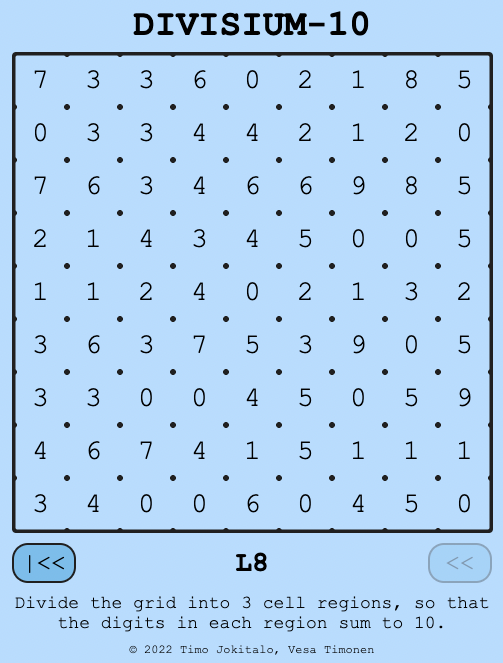 DIVISIUM-10
7 3 3 6 0 2 1 8 5
0 3 3 4 4 2 1 2 0
7 6 3 4 6 6 9 8 5
2 1 4 3 4 5 0 0 5
1 1 2 4 0 2 1 3 2
3 6 3 7 5 3 9 0 5
3 3 0 0 4 5 0 5 9
4 6 7 4 1 5 1 1 1
3 4 0 0 6 0 4 5 0
|<< L8 <<
Divide the grid into 3 cell regions, so that
the digits in each region sum to 10.
© 2022 Timo Jokitalo, Vesa Timonen